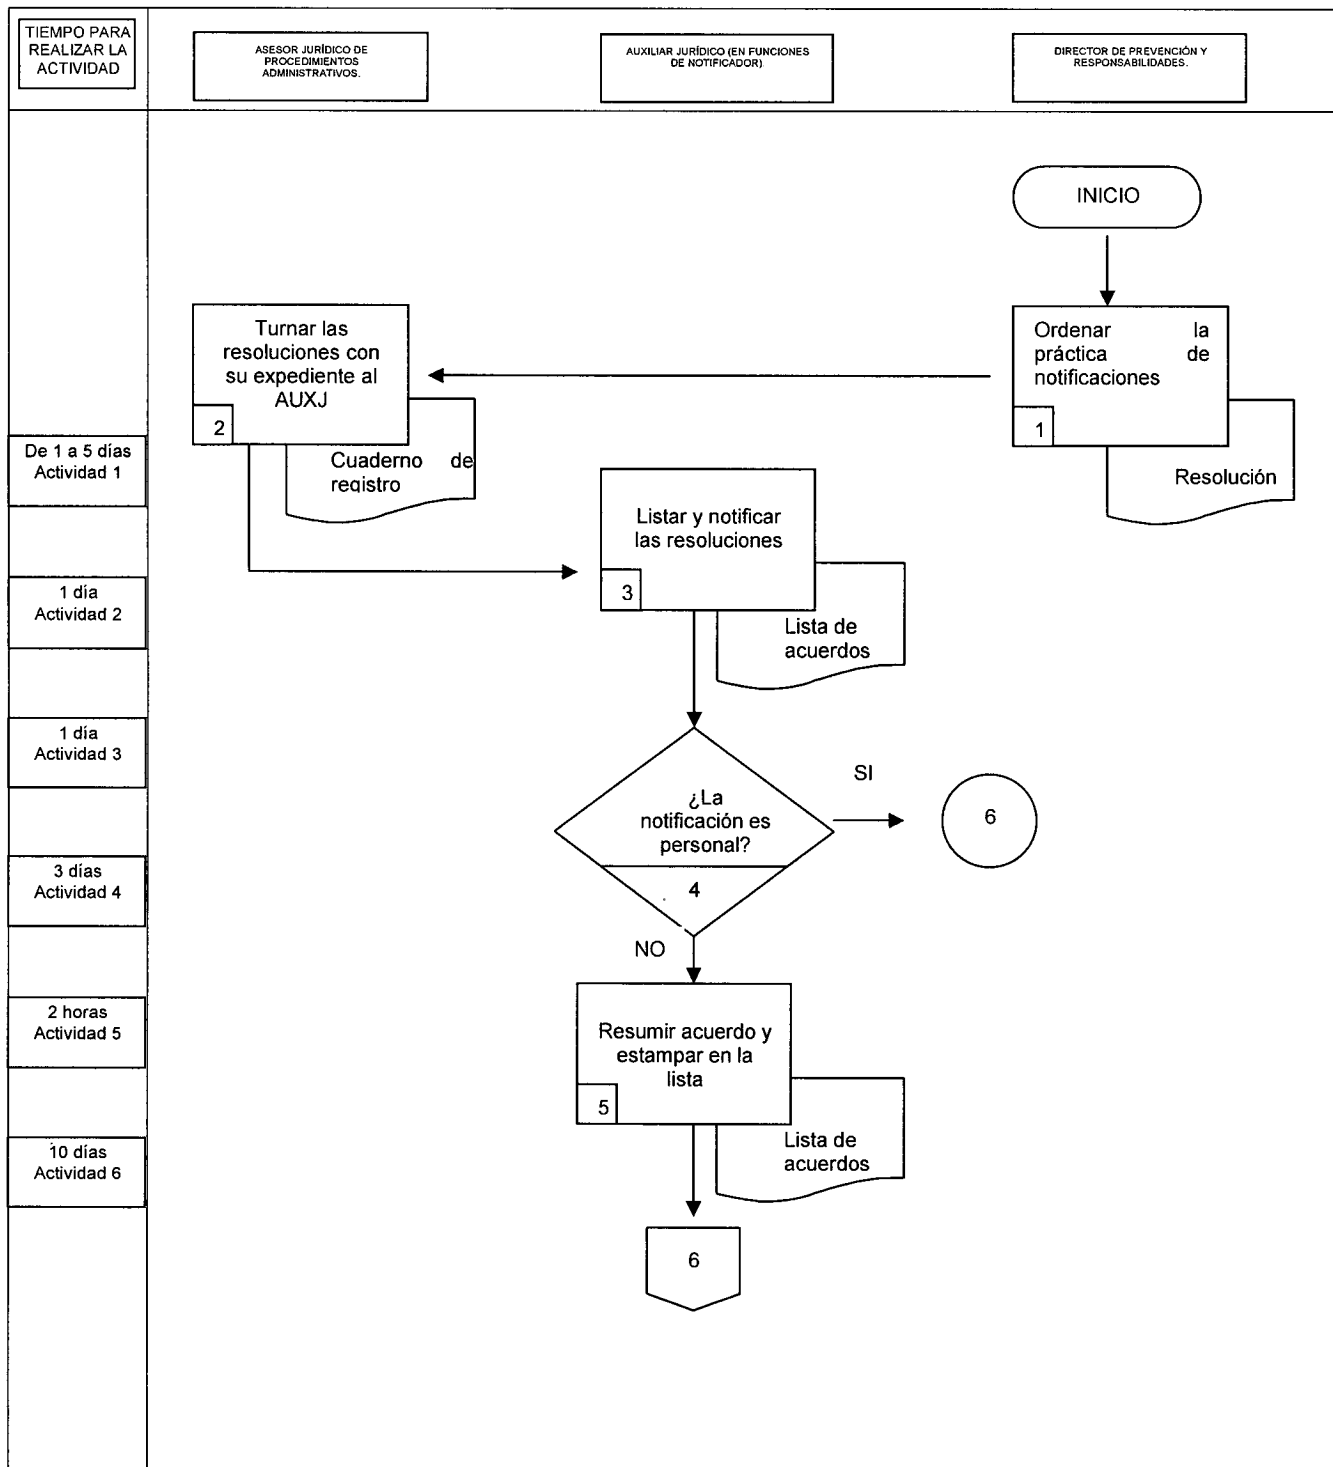 TIEMPO PARA
REALIZAR LA
ACTIVIDAD
ASESOR JURÍDICO DE
PROCEDIMIENTOS
ADMINISTRATIVOS.
AUXILIAR JURÍDICO (EN FUNCIONES
DE NOTIFICADOR)
DIRECTOR DE PREVENCIÓN Y
RESPONSABILIDADES.
INICIO
Ordenar la
práctica de
notificaciones
1
Resolución
Turnar las
resoluciones con
su expediente al
AUXJ
2
Cuaderno de
registro
De 1 a 5 días
Actividad 1
Listar y notificar
las resoluciones
3
Lista de
acuerdos
1 día
Actividad 2
1 día
Actividad 3
¿La
notificación es
personal?
4
SI
6
3 días
Actividad 4
NO
2 horas
Actividad 5
Resumir acuerdo y
estampar en la
lista
5
Lista de
acuerdos
10 días
Actividad 6
6